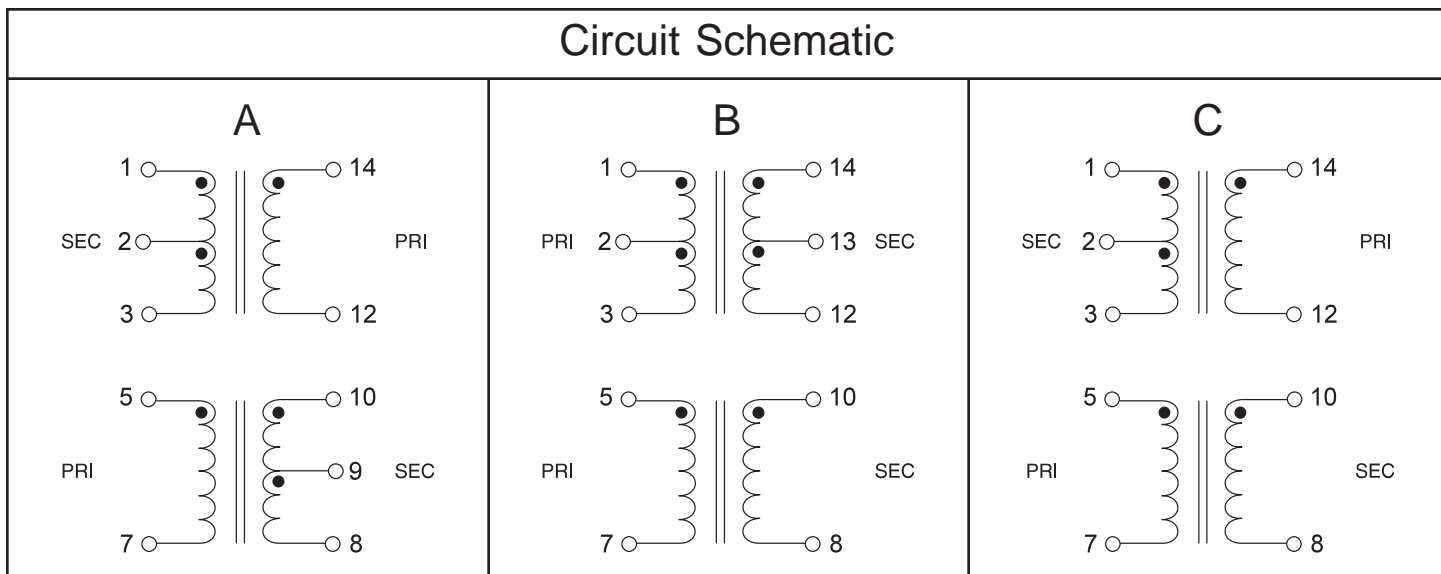 Circuit Schematic
A
1 14
SEC 2 PRI
3 12
5 10
PRI 9 SEC
7 8
B
1 14
PRI 2 13 SEC
3 12
5 10
PRI SEC
7 8
C
1 14
SEC 2 PRI
3 12
5 10
PRI SEC
7 8